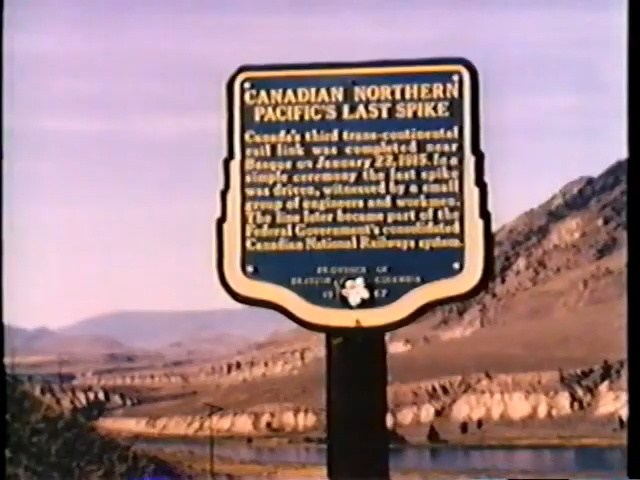 CANADIAN NORTHERN
PACIFIC'S LAST SPIKE
Canada's third trans-continental
rail link was completed near
Basque on January 23, 1915. In a
simple ceremony the last spike
was driven, witnessed by a small
group of engineers and workmen.
The line later became part of the
Federal Government's consolidated
Canadian National Railways system.
PROVINCE OF
BRITISH COLUMBIA
1967